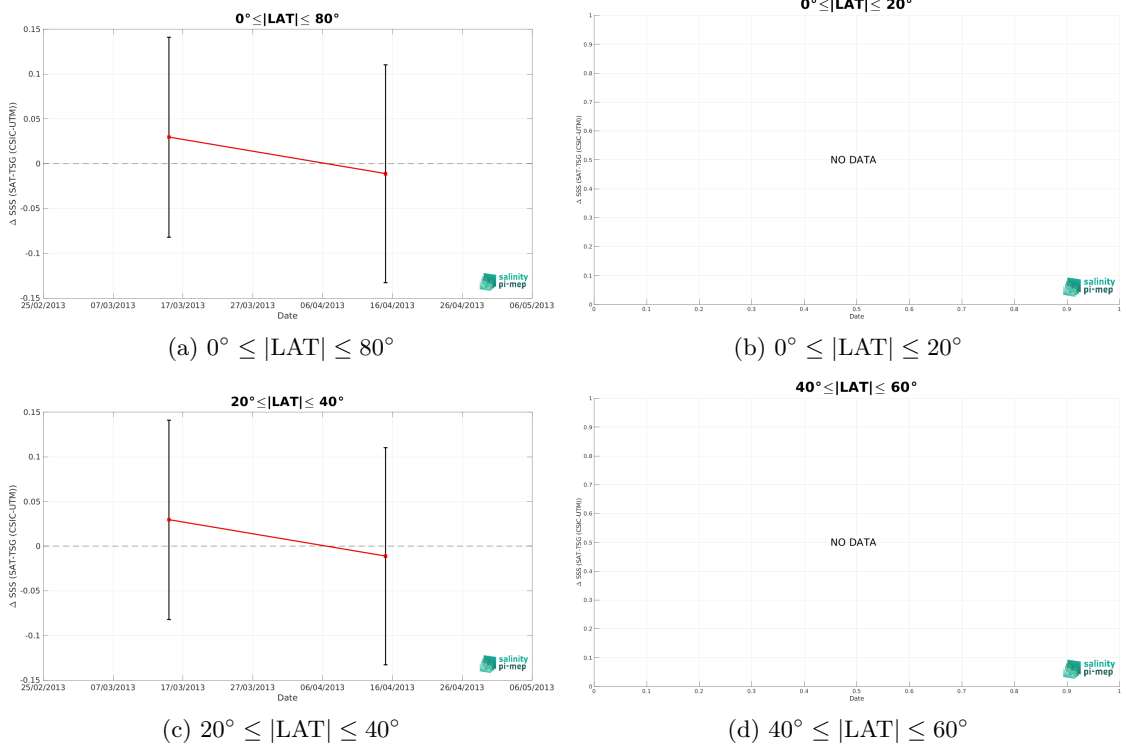 0°≤|LAT|≤ 80°
Δ SSS (SAT-TSG (CSIC-UTM))
0.15
0.1
0.05
0
-0.05
-0.1
-0.15
25/02/2013 07/03/2013 17/03/2013 27/03/2013 06/04/2013 16/04/2013 26/04/2013 06/05/2013
Date
salinity
pi-mep
(a) 0° ≤ |LAT| ≤ 80°
0°≤|LAT|≤ 20°
Δ SSS (SAT-TSG (CSIC-UTM))
1
0.9
0.8
0.7
0.6
0.5
0.4
0.3
0.2
0.1
0
NO DATA
0 0.1 0.2 0.3 0.4 0.5 0.6 0.7 0.8 0.9 1
Date
salinity
pi-mep
(b) 0° ≤ |LAT| ≤ 20°
20°≤|LAT|≤ 40°
Δ SSS (SAT-TSG (CSIC-UTM))
0.15
0.1
0.05
0
-0.05
-0.1
-0.15
25/02/2013 07/03/2013 17/03/2013 27/03/2013 06/04/2013 16/04/2013 26/04/2013 06/05/2013
Date
salinity
pi-mep
(c) 20° ≤ |LAT| ≤ 40°
40°≤|LAT|≤ 60°
Δ SSS (SAT-TSG (CSIC-UTM))
1
0.9
0.8
0.7
0.6
0.5
0.4
0.3
0.2
0.1
0
NO DATA
0 0.1 0.2 0.3 0.4 0.5 0.6 0.7 0.8 0.9 1
Date
salinity
pi-mep
(d) 40° ≤ |LAT| ≤ 60°